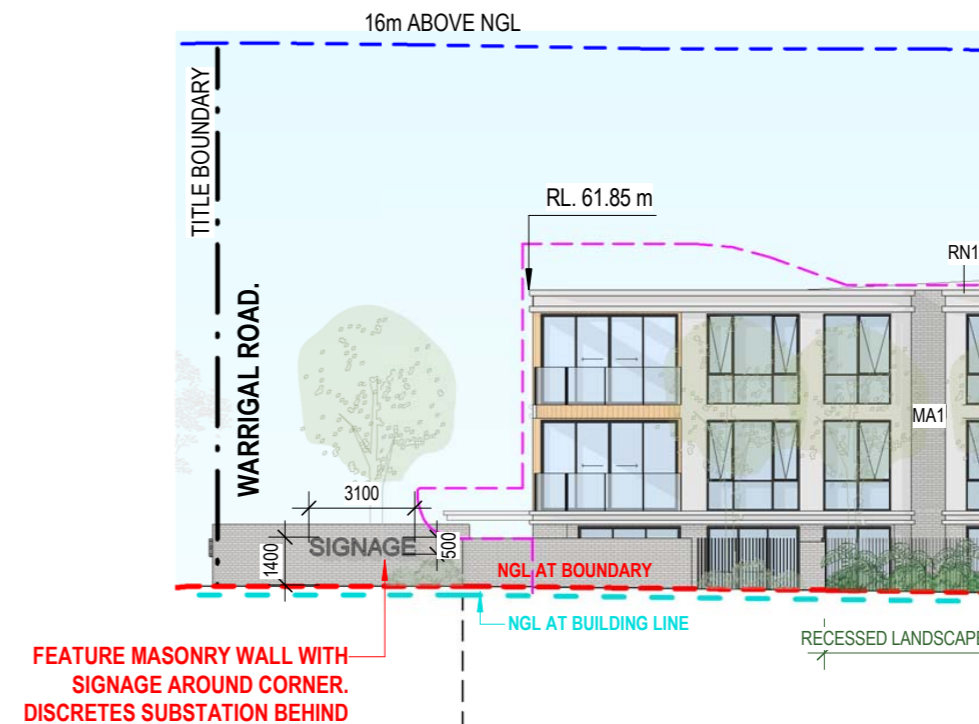 16m ABOVE NGL
TITLE BOUNDARY
WARRIGAL ROAD.
RL. 61.85 m
RN1
MA1
3100
SIGNAGE
1400
500
NGL AT BOUNDARY
NGL AT BUILDING LINE
RECESSED LANDSCAPE
FEATURE MASONRY WALL WITH
SIGNAGE AROUND CORNER.
DISCRETES SUBSTATION BEHIND